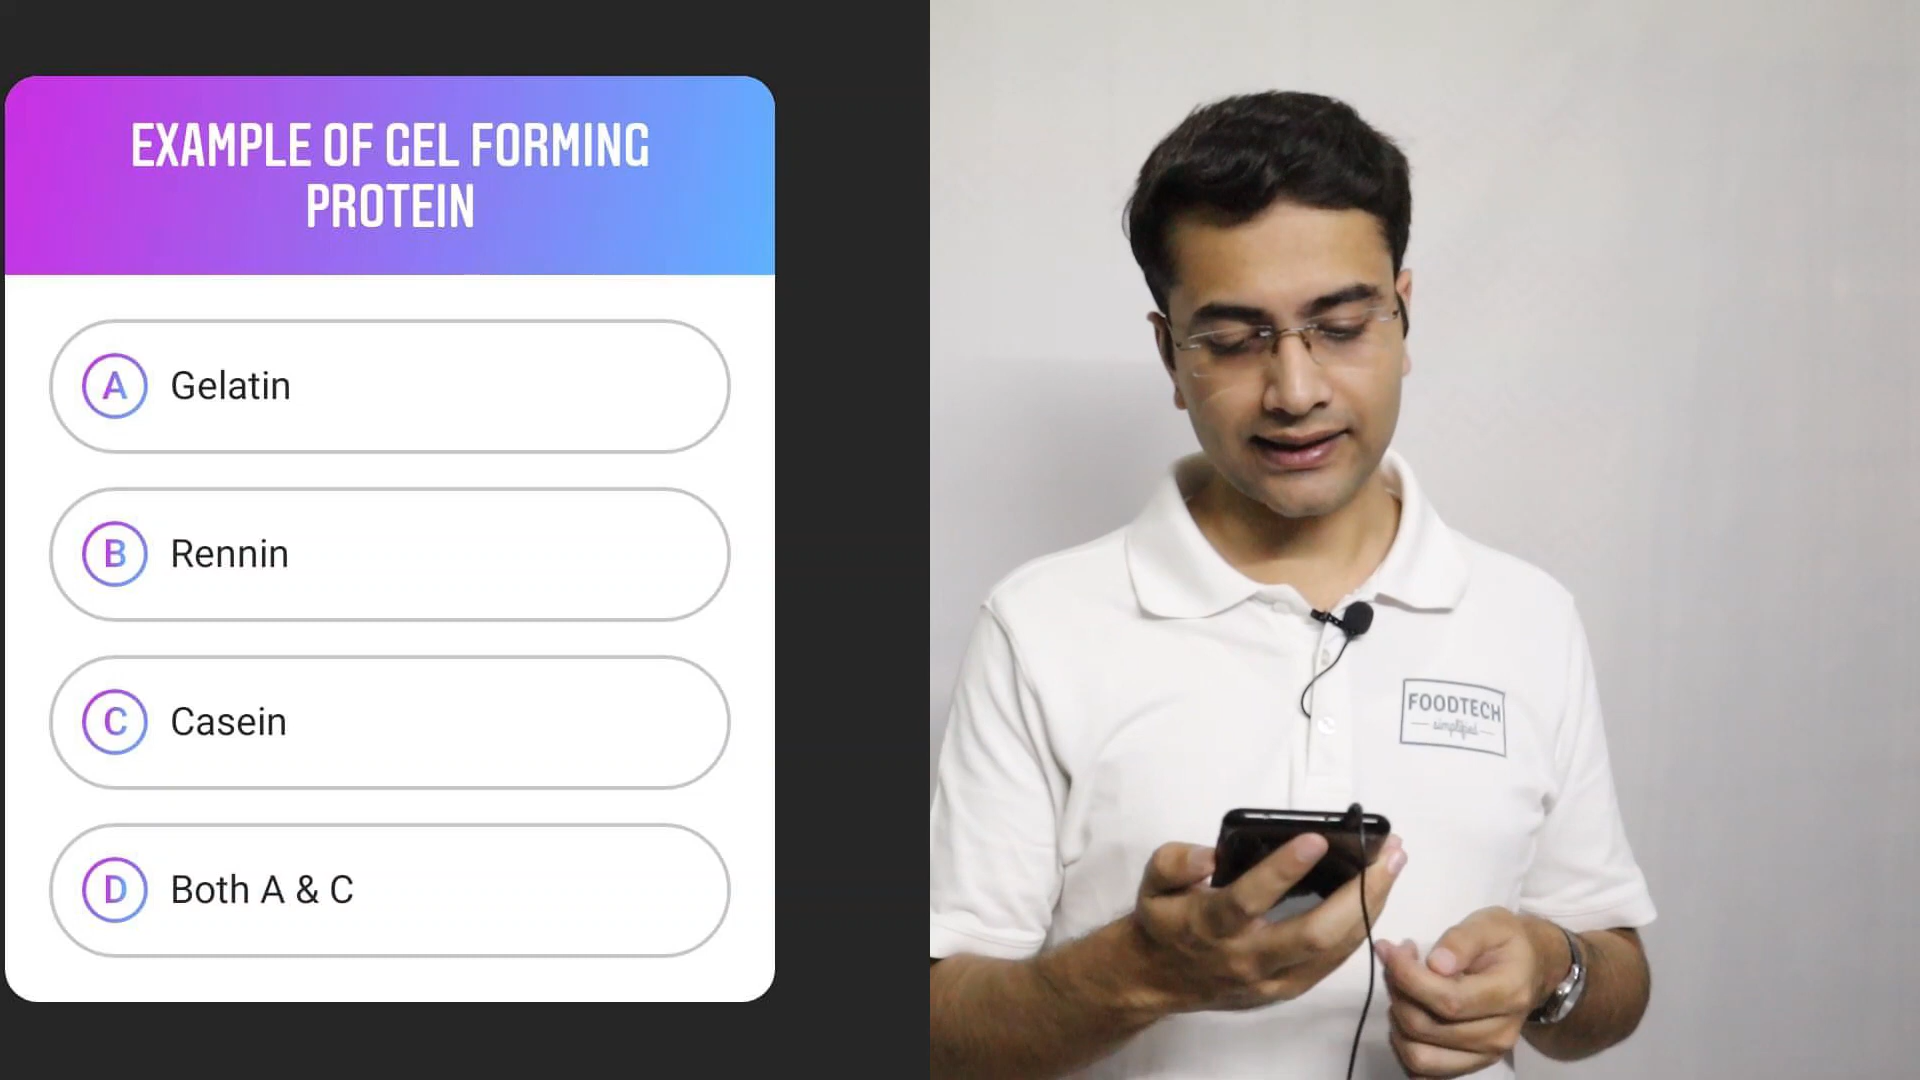 EXAMPLE OF GEL FORMING
PROTEIN
A Gelatin
B Rennin
C Casein
D Both A & C
FOODTECH
simplified